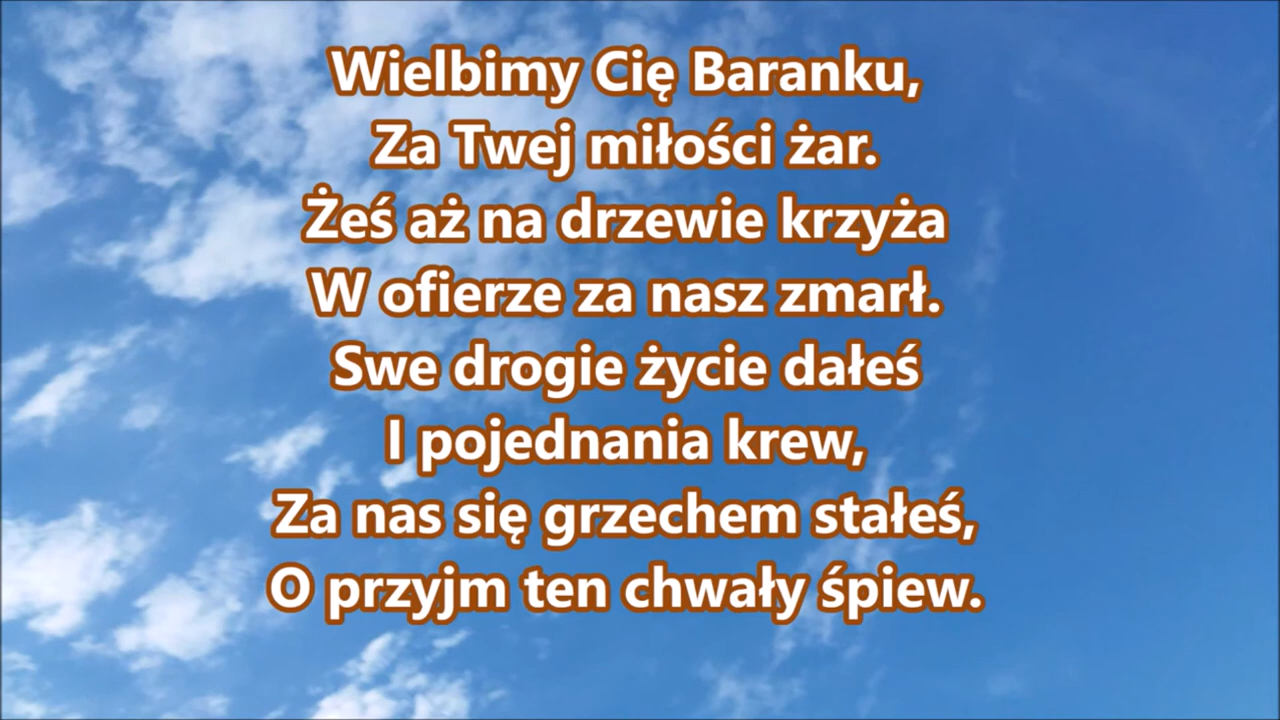 Wielbimy Cię Baranku,
Za Twej miłości żar.
Żeś aż na drzewie krzyża
W ofierze za nasz zmarł.
Swe drogie życie dałeś
I pojednania krew,
Za nas się grzechem stałeś,
O przyjm ten chwały śpiew.